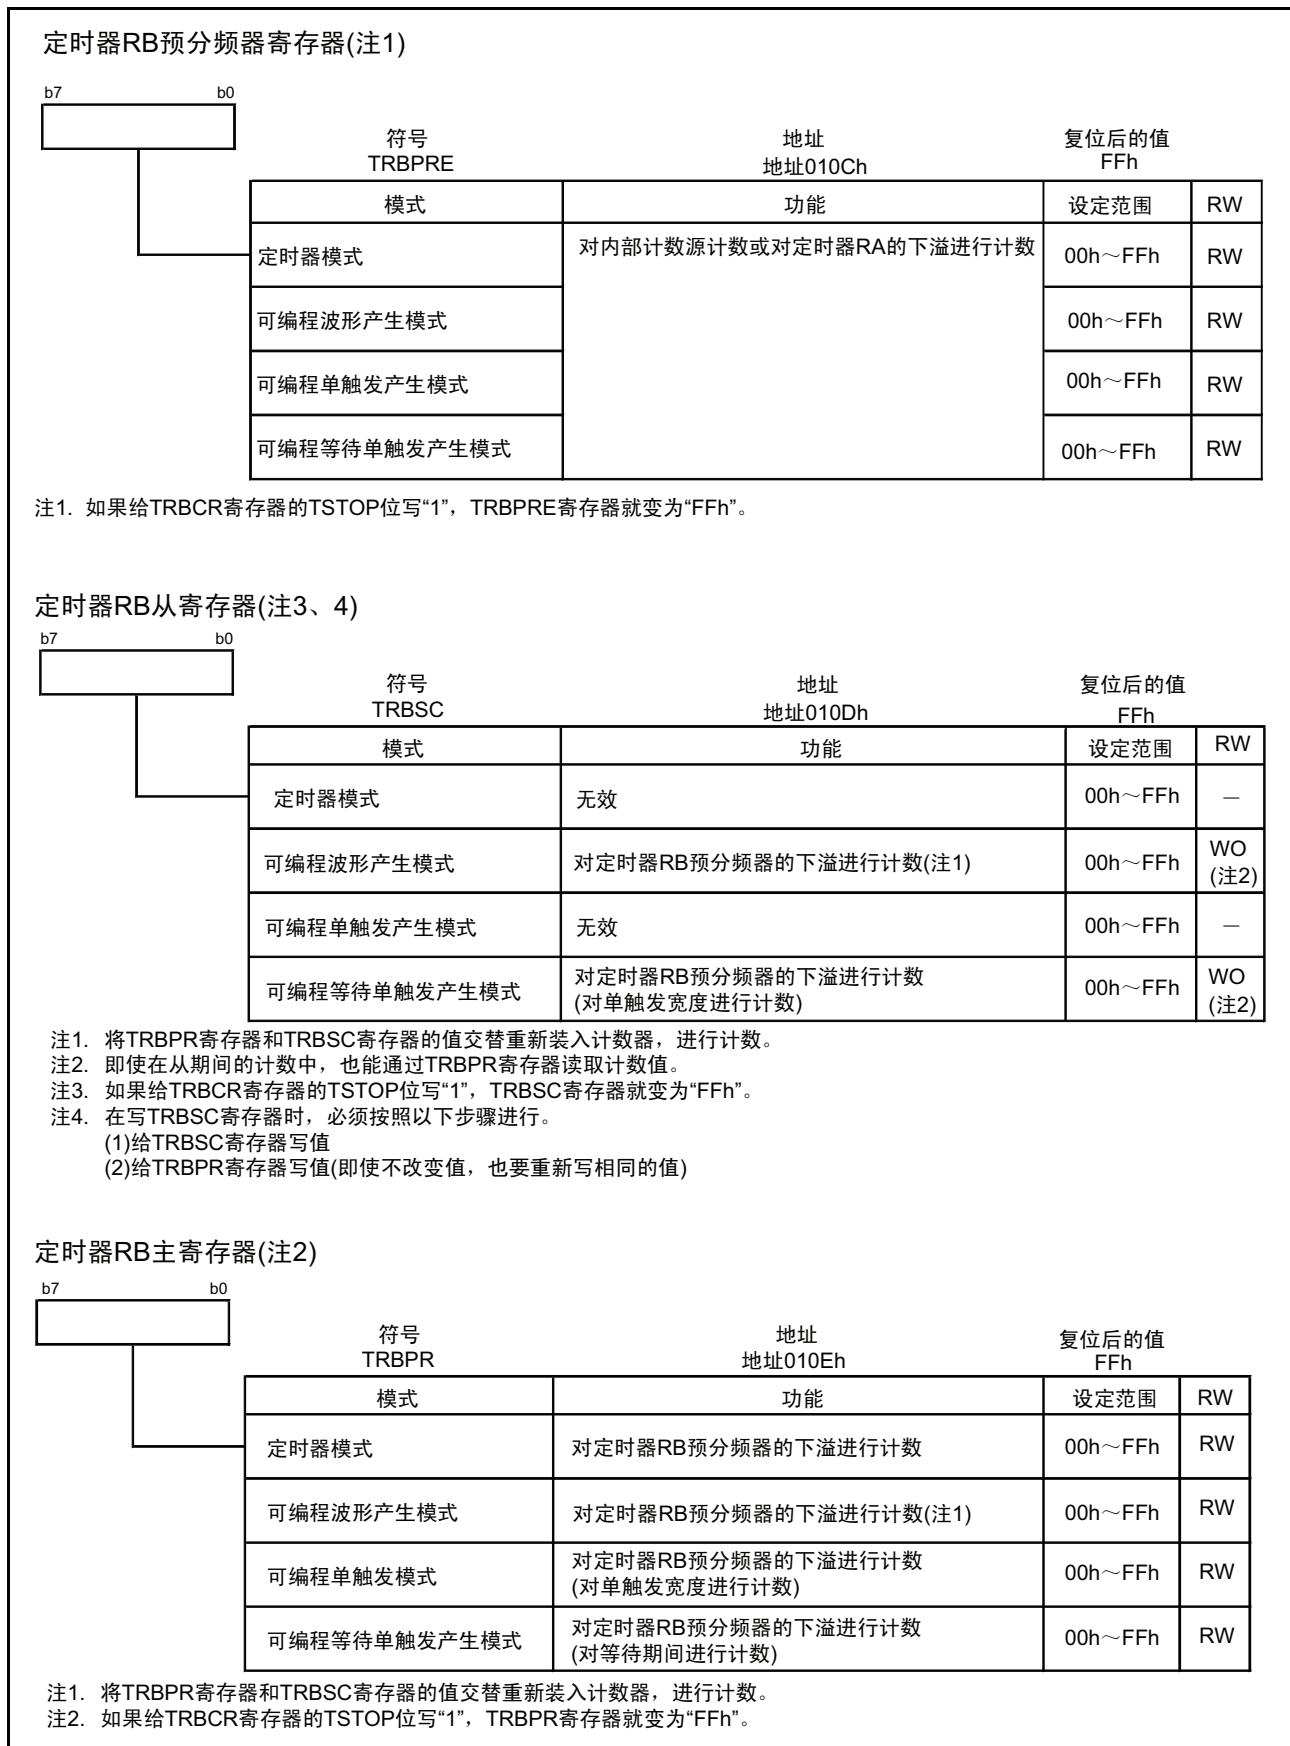 定时器RB预分频器寄存器(注1)
b7 b0
符号 地址 复位后的值
TRBPRE 地址010Ch FFh
模式 功能 设定范围 RW
定时器模式 对内部计数源计数或对定时器RA的下溢进行计数 00h～FFh RW
可编程波形产生模式 00h～FFh RW
可编程单触发产生模式 00h～FFh RW
可编程等待单触发产生模式 00h～FFh RW
注1. 如果给TRBCR寄存器的TSTOP位写“1”，TRBPRE寄存器就变为“FFh”。
定时器RB从寄存器(注3、4)
b7 b0
符号 地址 复位后的值
TRBSC 地址010Dh FFh
模式 功能 设定范围 RW
定时器模式 无效 00h～FFh －
可编程波形产生模式 对定时器RB预分频器的下溢进行计数(注1) 00h～FFh WO
(注2)
可编程单触发产生模式 无效 00h～FFh －
可编程等待单触发产生模式 对定时器RB预分频器的下溢进行计数 00h～FFh WO
(对单触发宽度进行计数) (注2)
注1. 将TRBPR寄存器和TRBSC寄存器的值交替重新装入计数器，进行计数。
注2. 即使在从期间的计数中，也能通过TRBPR寄存器读取计数值。
注3. 如果给TRBCR寄存器的TSTOP位写“1”，TRBSC寄存器就变为“FFh”。
注4. 在写TRBSC寄存器时，必须按照以下步骤进行。
(1)给TRBSC寄存器写值
(2)给TRBPR寄存器写值(即使不改变值，也要重新写相同的值)
定时器RB主寄存器(注2)
b7 b0
符号 地址 复位后的值
TRBPR 地址010Eh FFh
模式 功能 设定范围 RW
定时器模式 对定时器RB预分频器的下溢进行计数 00h～FFh RW
可编程波形产生模式 对定时器RB预分频器的下溢进行计数(注1) 00h～FFh RW
可编程单触发模式 对定时器RB预分频器的下溢进行计数 00h～FFh RW
(对单触发宽度进行计数)
可编程等待单触发产生模式 对定时器RB预分频器的下溢进行计数 00h～FFh RW
(对等待期间进行计数)
注1. 将TRBPR寄存器和TRBSC寄存器的值交替重新装入计数器，进行计数。
注2. 如果给TRBCR寄存器的TSTOP位写“1”，TRBPR寄存器就变为“FFh”。